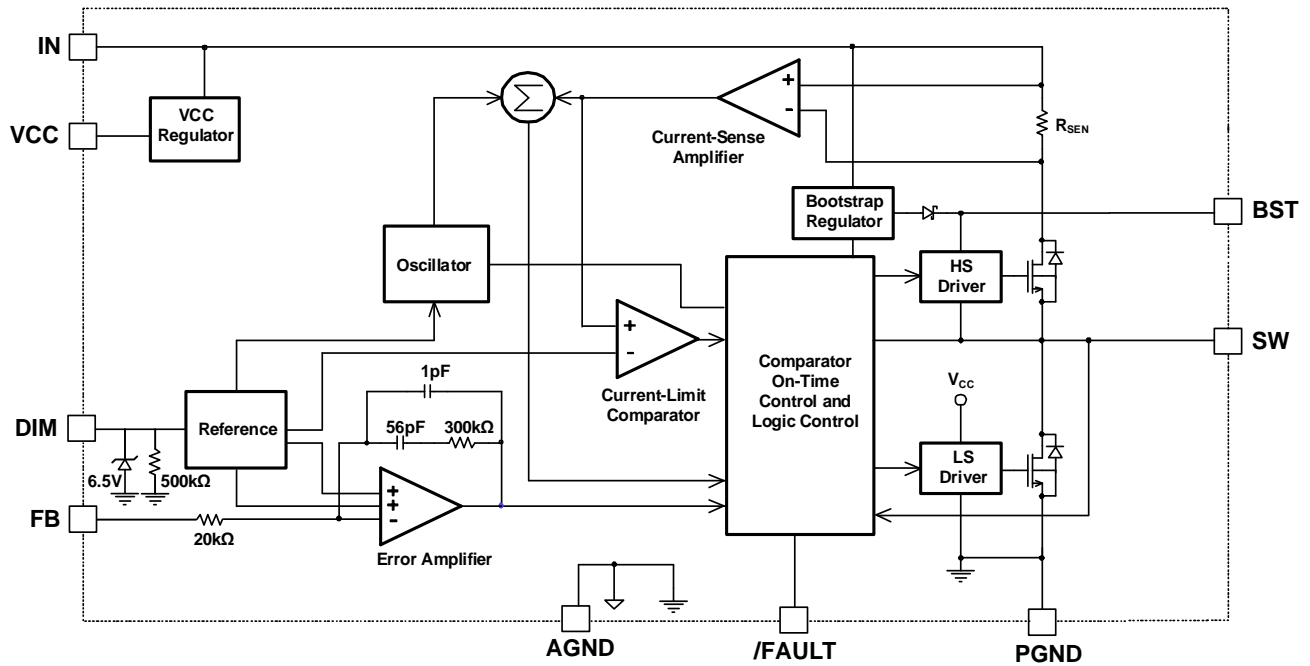 IN
VCC
VCC
Regulator
Σ
+
-
Current-Sense
Amplifier
RSEN
Bootstrap
Regulator
BST
Oscillator
HS
Driver
SW
+
-
Current-Limit
Comparator
Comparator
On-Time
Control and
Logic Control
VCC
LS
Driver
DIM
Reference
1pF
56pF
300kΩ
6.5V
500kΩ
FB
20kΩ
+
+
-
Error Amplifier
AGND
/FAULT
PGND